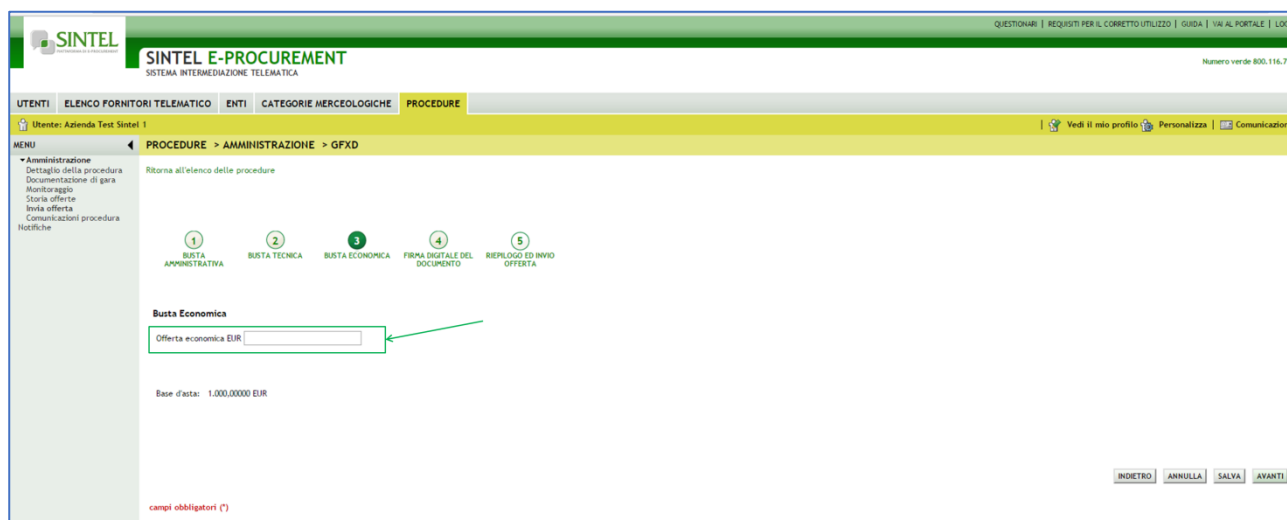 QUESTIONARI | REQUISITI PER IL CORRETTO UTILIZZO | GUIDA | VAI AL PORTALE |
SINTEL
SINTEL E-PROCUREMENT
SISTEMA INTERMEDIAZIONE TELEMATICA
Numero verde 800.116.7
UTENTI ELENCO FORNITORI TELEMATICO ENTI CATEGORIE MERCEOLOGICHE PROCEDURE
Utente: Azienda Test Sintel 1
| Vedi il mio profilo Personalizza | Comunicazion
MENU
PROCEDURE > AMMINISTRAZIONE > GFXD
Amministrazione
Dettaglio della procedura
Documentazione di gara
Monitoraggio
Storia offerte
Invia offerta
Comunicazioni procedura
Notifiche
Ritorna all'elenco delle procedure
1 BUSTA AMMINISTRATIVA
2 BUSTA TECNICA
3 BUSTA ECONOMICA
4 FIRMA DIGITALE DEL DOCUMENTO
5 RIEPILOGO ED INVIO OFFERTA
Busta Economica
Offerta economica EUR
Base d'asta: 1.000,00000 EUR
INDIETRO ANNULLA SALVA AVANTI
campi obbligatori (*)